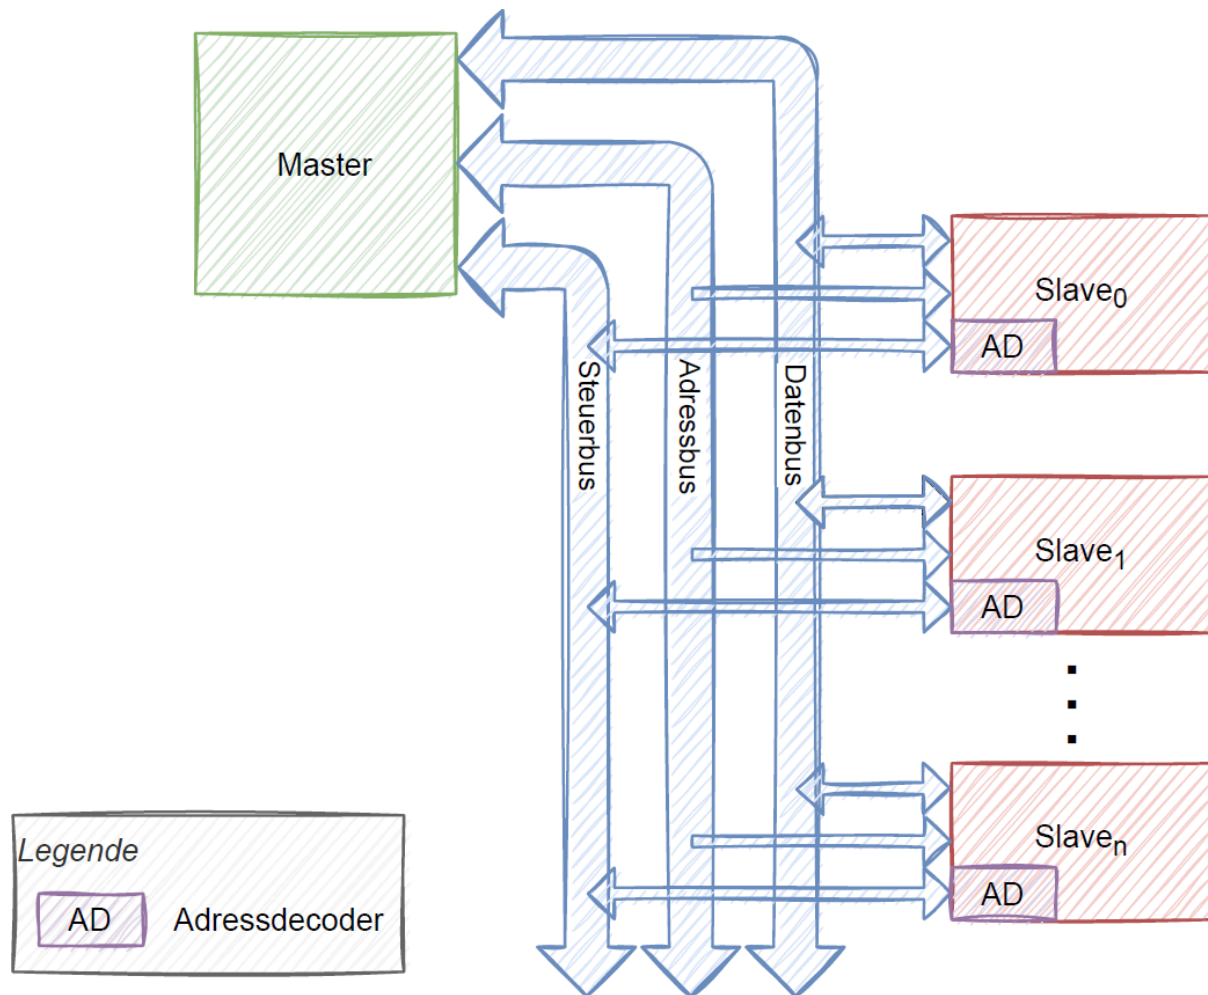 Master
Steuerbus
Adressbus
Datenbus
Slave0
AD
Slave1
AD
Slaven
AD
Legende
AD Adressdecoder